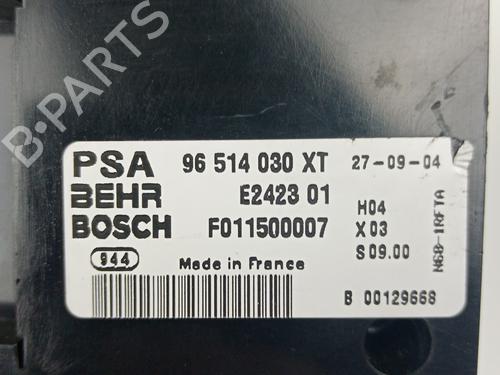 B-PARTS
PSA 96 514 030 XT 27-09-04
BEHR E2423 01 H04
BOSCH F011500007 X03
944 Made in France S09.00
B 00129668
N68-1RFTA